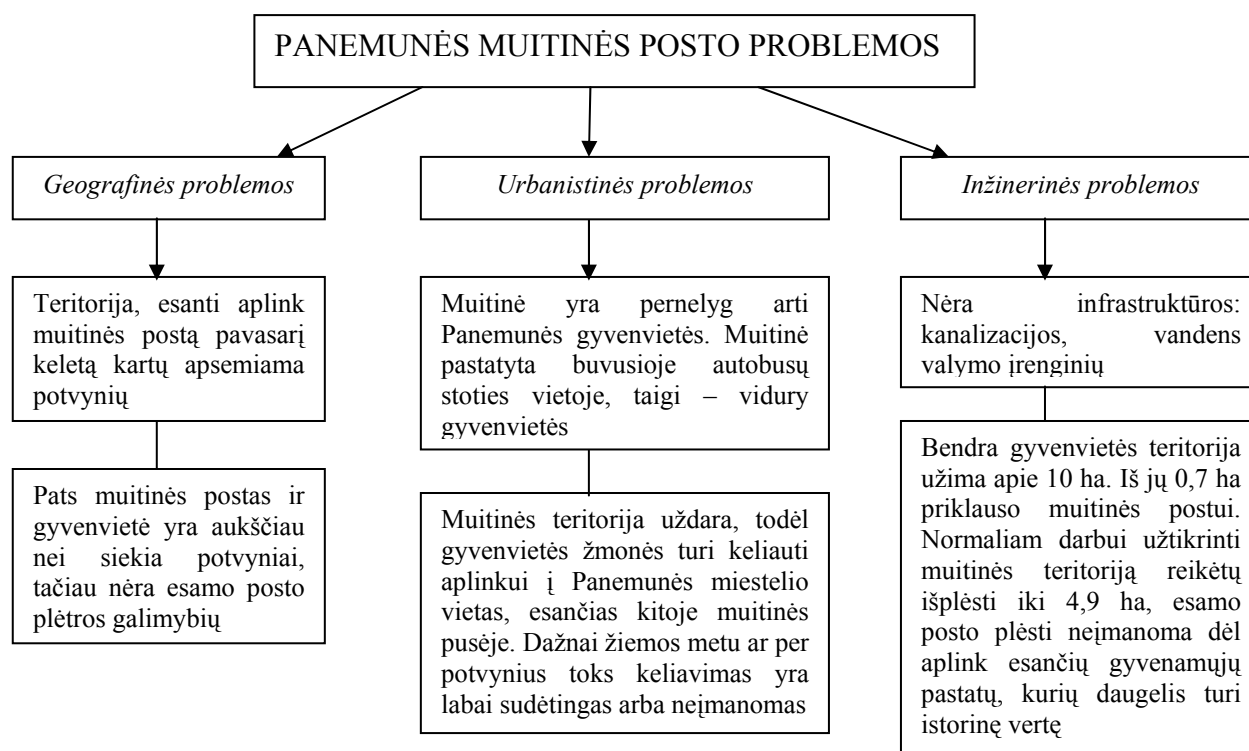 PANEMUNĖS MUITINĖS POSTO PROBLEMOS
Geografinės problemos
Teritorija, esanti aplink
muitinės postą pavasarį
keletą kartų apsemiama
potvynių
Pats muitinės postas ir
gyvenvietė yra aukščiau
nei siekia potvyniai,
tačiau nėra esamo posto
plėtros galimybių
Urbanistinės problemos
Muitinė yra pernelyg arti
Panemunės gyvenvietės. Muitinė
pastatyta buvusioje autobusų
stoties vietoje, taigi – vidury
gyvenvietės
Muitinės teritorija uždara, todėl
gyvenvietės žmonės turi keliauti
aplinkui į Panemunės miestelio
vietas, esančias kitoje muitinės
pusėje. Dažnai žiemos metu ar per
potvynius toks keliavimas yra
labai sudėtingas arba neįmanomas
Inžinerinės problemos
Nėra infrastruktūros:
kanalizacijos, vandens
valymo įrenginių
Bendra gyvenvietės teritorija
užima apie 10 ha. Iš jų 0,7 ha
priklauso muitinės postui.
Normaliam darbui užtikrinti
muitinės teritoriją reikėtų
išplėsti iki 4,9 ha, esamo
posto plėsti neįmanoma dėl
aplink esančių gyvenamųjų
pastatų, kurių daugelis turi
istorinę vertę